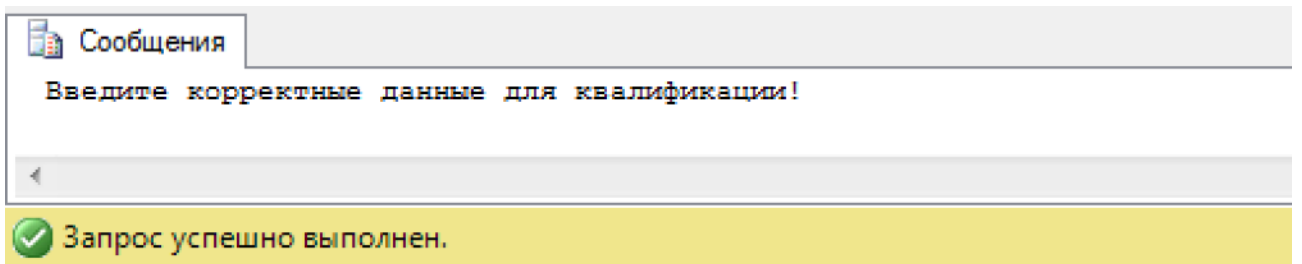 Сообщения
Введите корректные данные для квалификации!
Запрос успешно выполнен.